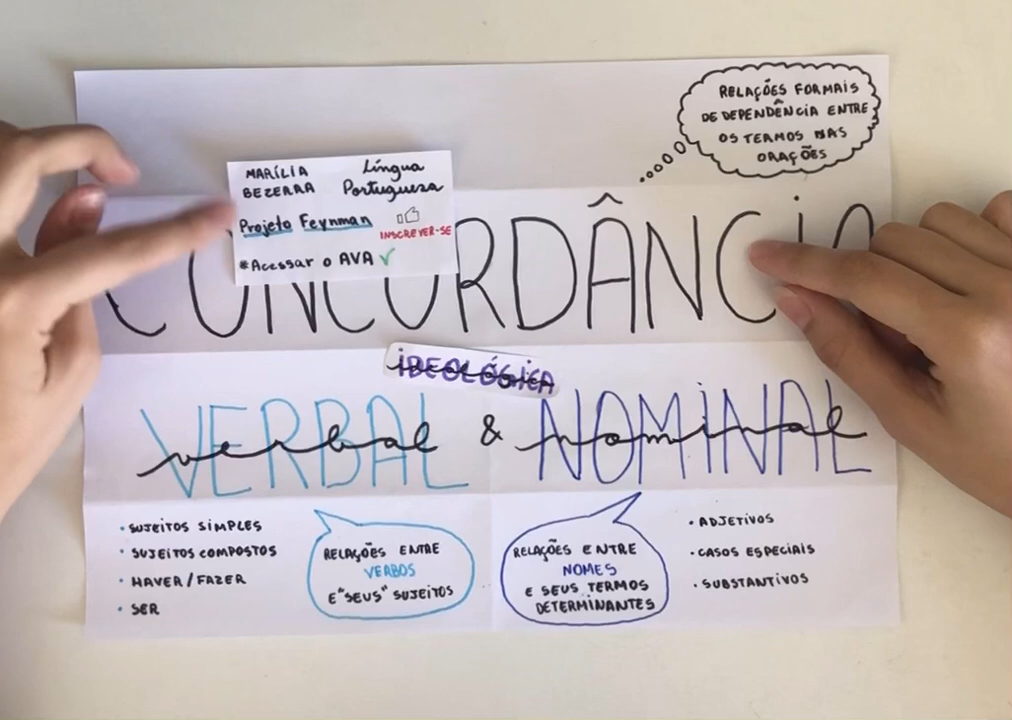 RELAÇÕES FORMAIS
DE DEPENDÊNCIA ENTRE
OS TERMOS NAS
ORAÇÕES
MARÍLIA
BEZERRA
Língua
Portuguesa
Projeto Feynman
INSCREVER-SE
*Acessar o AVA ✓
CONCORDÂNCIA
IDEOLÓGICA
VERBAL & NOMINAL
verbal nominal
• SUJEITOS SIMPLES
• SUJEITOS COMPOSTOS
• HAVER/FAZER
• SER
RELAÇÕES ENTRE
VERBOS
E "SEUS" SUJEITOS
RELAÇÕES ENTRE
NOMES
E SEUS TERMOS
DETERMINANTES
• ADJETIVOS
• CASOS ESPECIAIS
• SUBSTANTIVOS